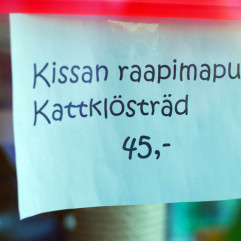 Kissan raapimapu
Kattklösträd
45,-